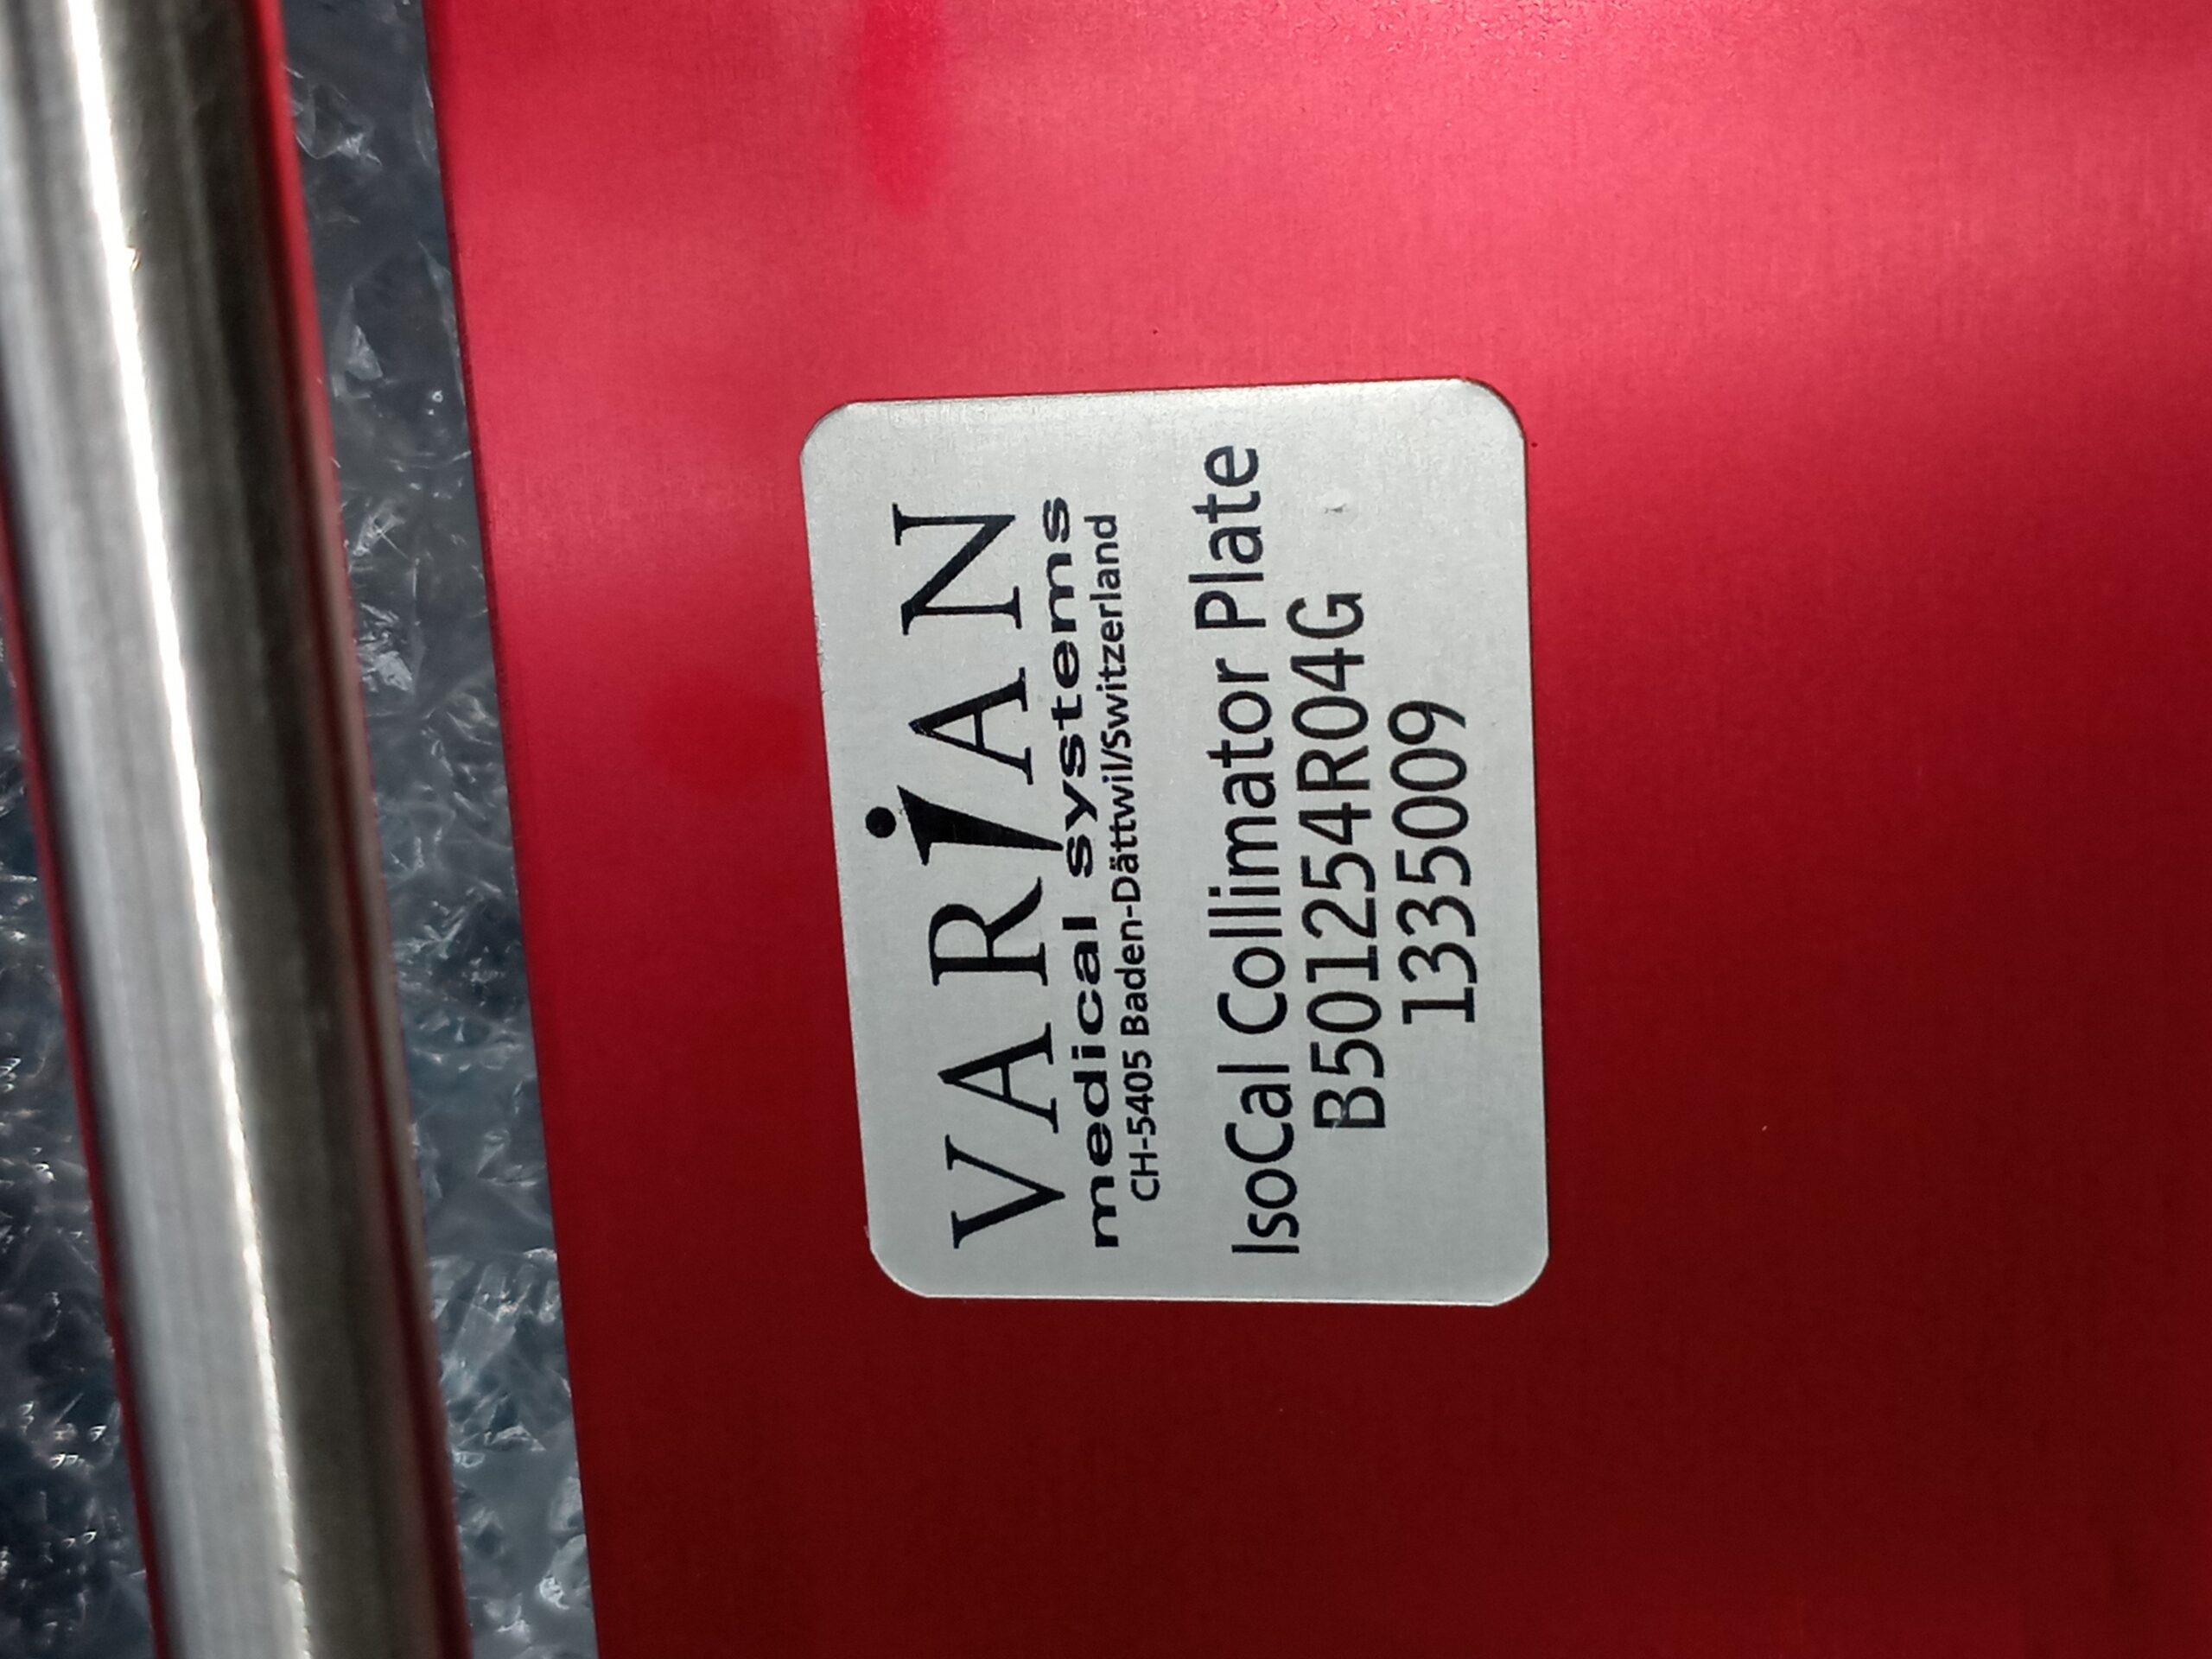 VARiAN
medical systems
CH-5405 Baden-Dättwil/Switzerland
IsoCal Collimator Plate
B501254R04G
1335009